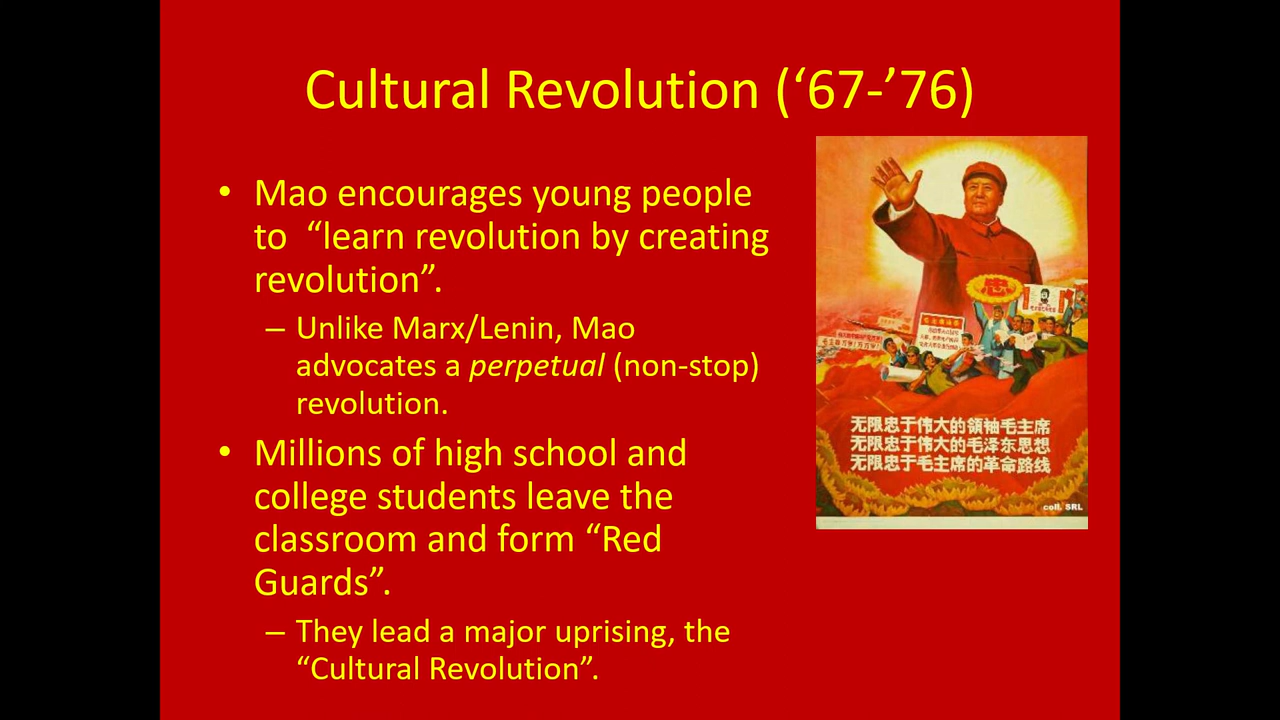 Cultural Revolution (‘67-’76)
• Mao encourages young people
to “learn revolution by creating
revolution”.
– Unlike Marx/Lenin, Mao
advocates a perpetual (non-stop)
revolution.
• Millions of high school and
college students leave the
classroom and form “Red
Guards”.
– They lead a major uprising, the
“Cultural Revolution”.
无限忠于伟大的领袖毛主席
无限忠于伟大的毛泽东思想
无限忠于毛主席的革命路线
coll. SRL